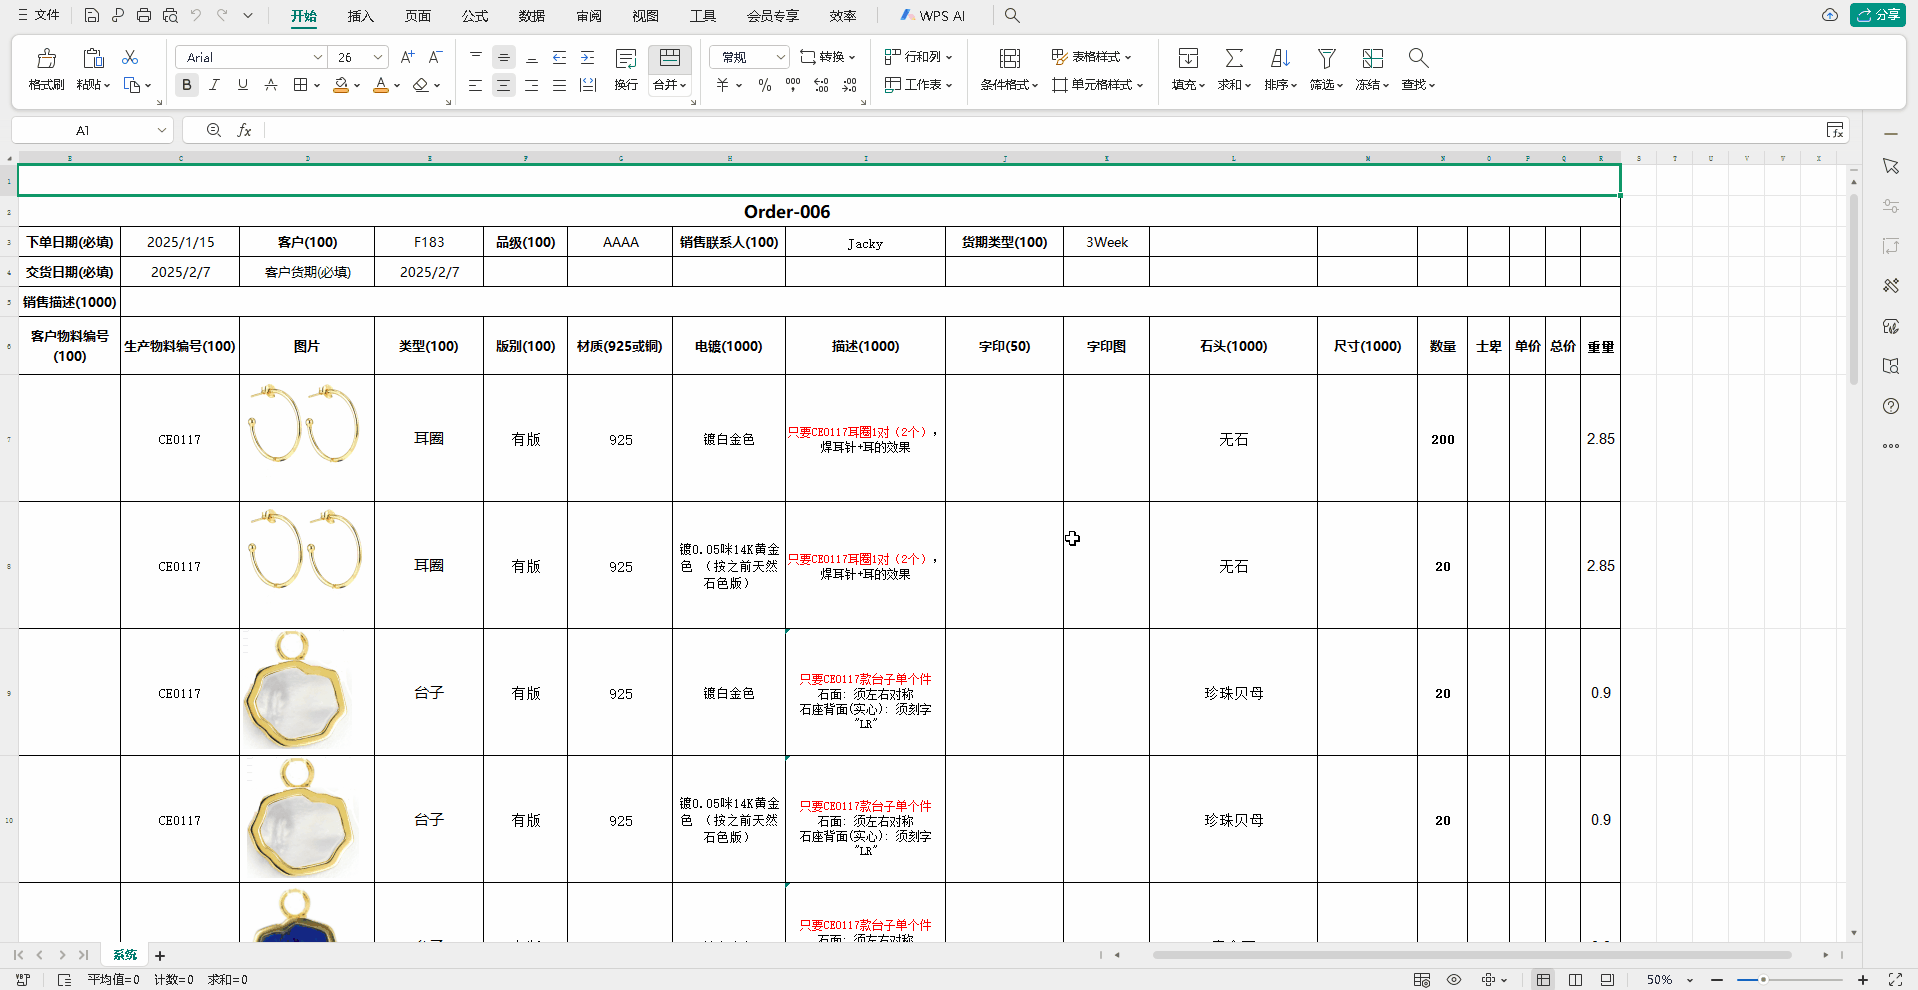 文件 开始 插入 页面 公式 数据 审阅 视图 工具 会员专享 效率 WPS AI 分享
格式刷 粘贴 Arial 26 换行 合并 常规 转换 行和列 工作表 条件格式 表格样式 单元格样式 填充 求和 排序 筛选 冻结 查找
A1
B C D E F G H I J K L M N O P Q R S T U V W X
1
2 Order-006
3 下单日期(必填) 2025/1/15 客户(100) F183 品级(100) AAAA 销售联系人(100) Jacky 货期类型(100) 3Week
4 交货日期(必填) 2025/2/7 客户货期(必填) 2025/2/7
5 销售描述(1000)
6 客户物料编号(100) 生产物料编号(100) 图片 类型(100) 版别(100) 材质(925或铜) 电镀(1000) 描述(1000) 字印(50) 字印图 石头(1000) 尺寸(1000) 数量 士卑 单价 总价 重量
7 CE0117 耳圈 有版 925 镀白金色 只要CE0117耳圈1对（2个），
焊耳针+耳的效果 无石 200 2.85
8 CE0117 耳圈 有版 925 镀0.05咪14K黄金
色 （按之前天然
石色版） 只要CE0117耳圈1对（2个），
焊耳针+耳的效果 无石 20 2.85
9 CE0117 台子 有版 925 镀白金色 只要CE0117款台子单个件
石面: 须左右对称
石座背面(实心): 须刻字
"LR" 珍珠贝母 20 0.9
10 CE0117 台子 有版 925 镀0.05咪14K黄金
色 （按之前天然
石色版） 只要CE0117款台子单个件
石面: 须左右对称
石座背面(实心): 须刻字
"LR" 珍珠贝母 20 0.9
只要CE0117款台子单个件
石面: 须左右对称
系统
平均值=0 计数=0 求和=0 50%